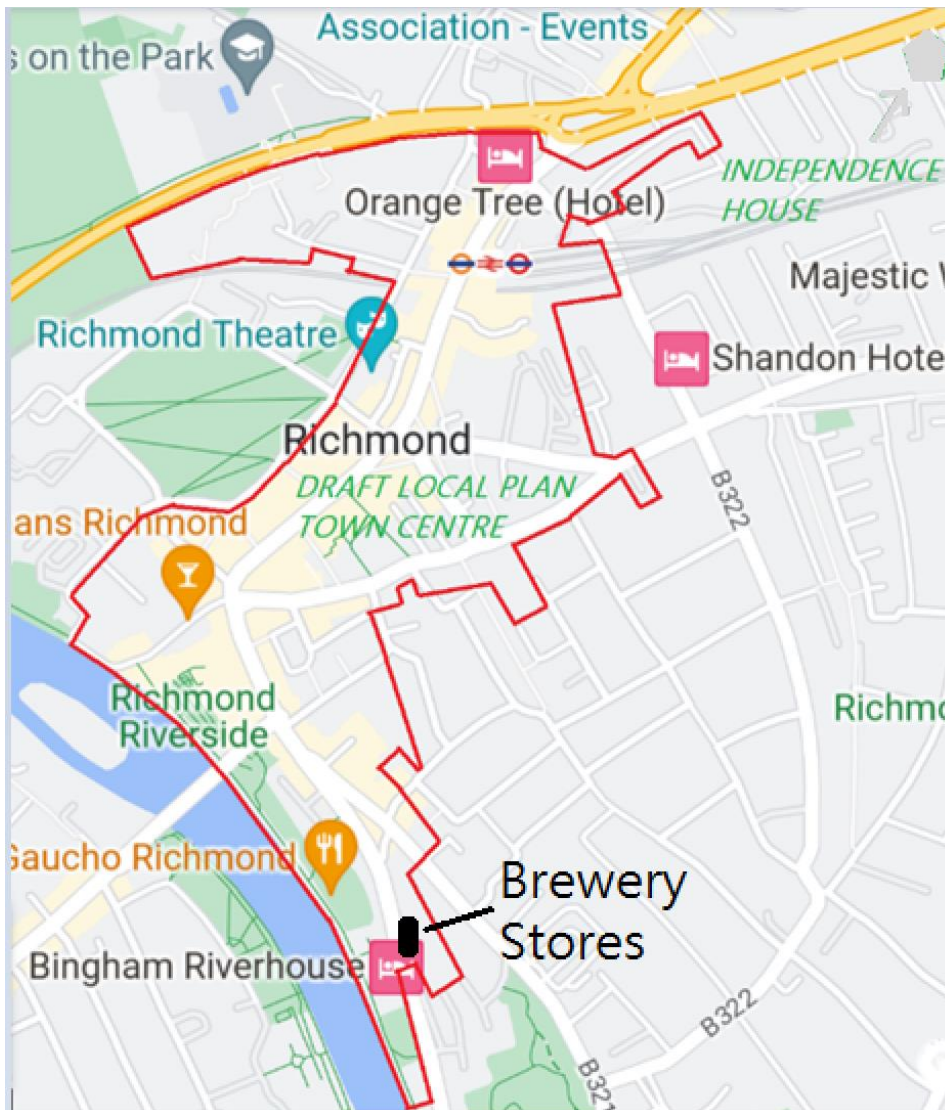 Association - Events
s on the Park
INDEPENDENCE
HOUSE
Orange Tree (Hotel)
Majestic
Richmond Theatre
Shandon Hote
Richmond
DRAFT LOCAL PLAN
TOWN CENTRE
B322
ans Richmond
Richmond
Riverside
Richmo
Gaucho Richmond
Brewery
Stores
Bingham Riverhouse
B322
B321